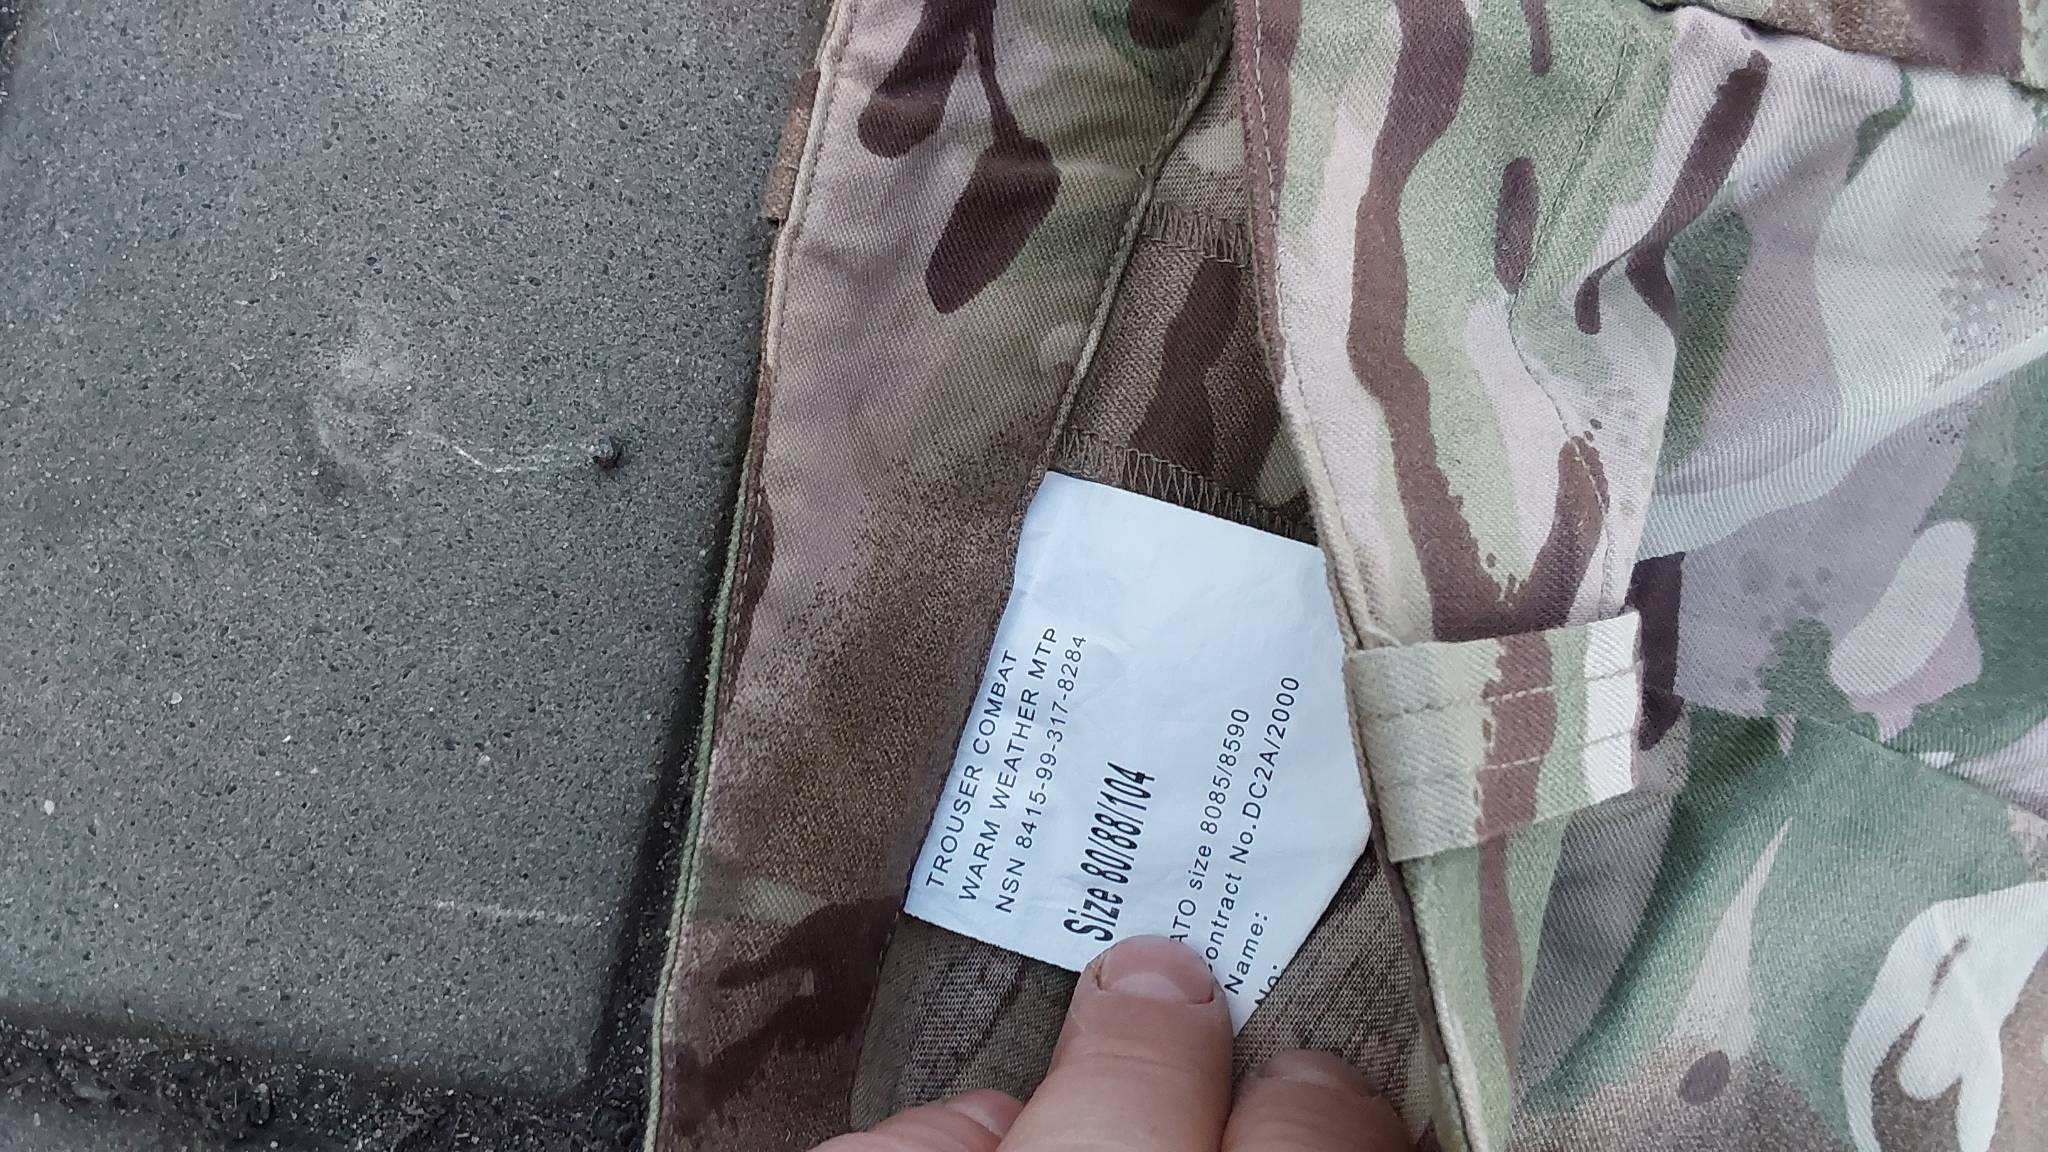 TROUSER COMBAT
WARM WEATHER MTP
NSN 8415-99-317-8284
Size 80/88/104
ATO size 8085/8590
contract No.DC2A/2000
Name:
No: